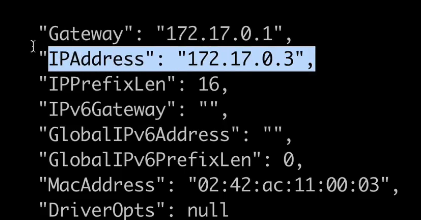 "Gateway": "172.17.0.1",
"IPAddress": "172.17.0.3",
"IPPrefixLen": 16,
"IPv6Gateway": "",
"GlobalIPv6Address": "",
"GlobalIPv6PrefixLen": 0,
"MacAddress": "02:42:ac:11:00:03",
"DriverOpts": null